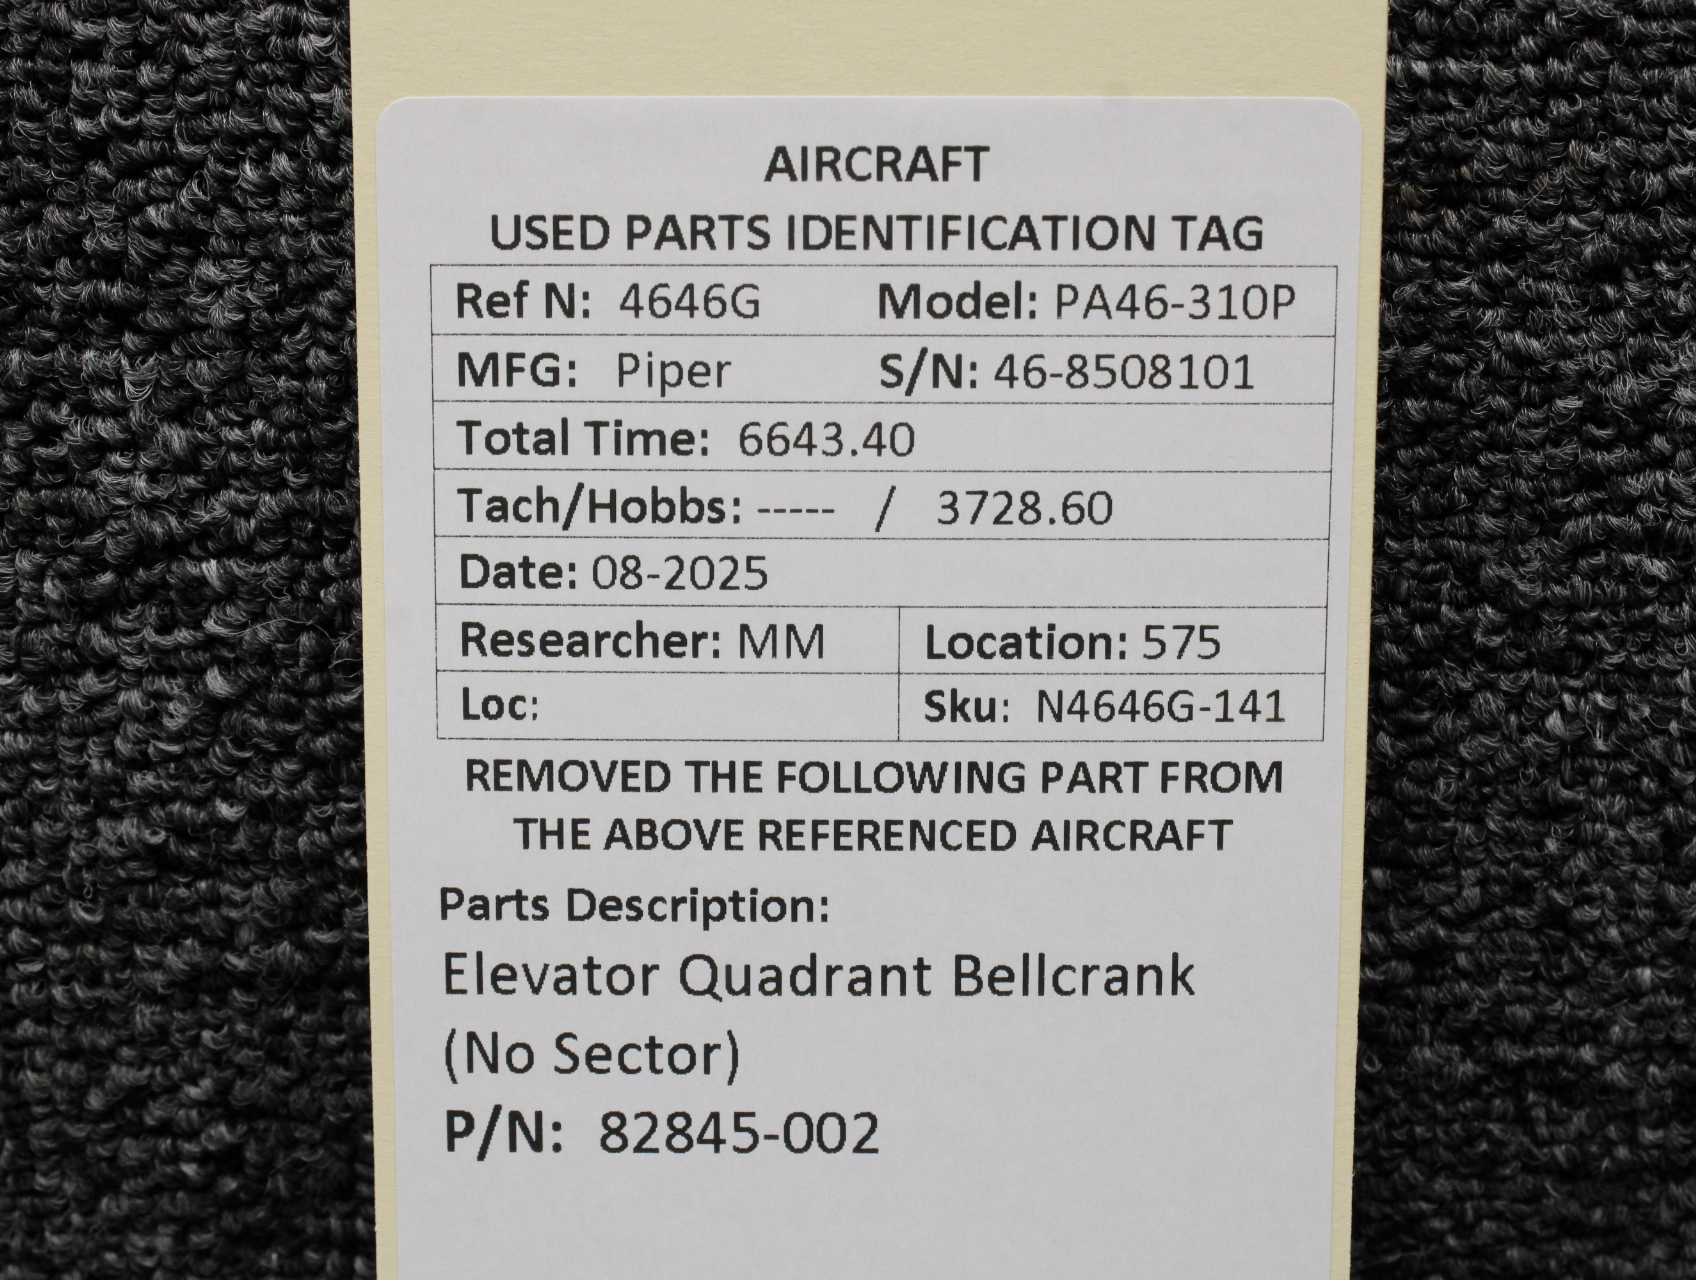 AIRCRAFT
USED PARTS IDENTIFICATION TAG
Ref N: 4646G Model: PA46-310P
MFG: Piper S/N: 46-8508101
Total Time: 6643.40
Tach/Hobbs: ----- / 3728.60
Date: 08-2025
Researcher: MM Location: 575
Loc: Sku: N4646G-141
REMOVED THE FOLLOWING PART FROM
THE ABOVE REFERENCED AIRCRAFT
Parts Description:
Elevator Quadrant Bellcrank
(No Sector)
P/N: 82845-002